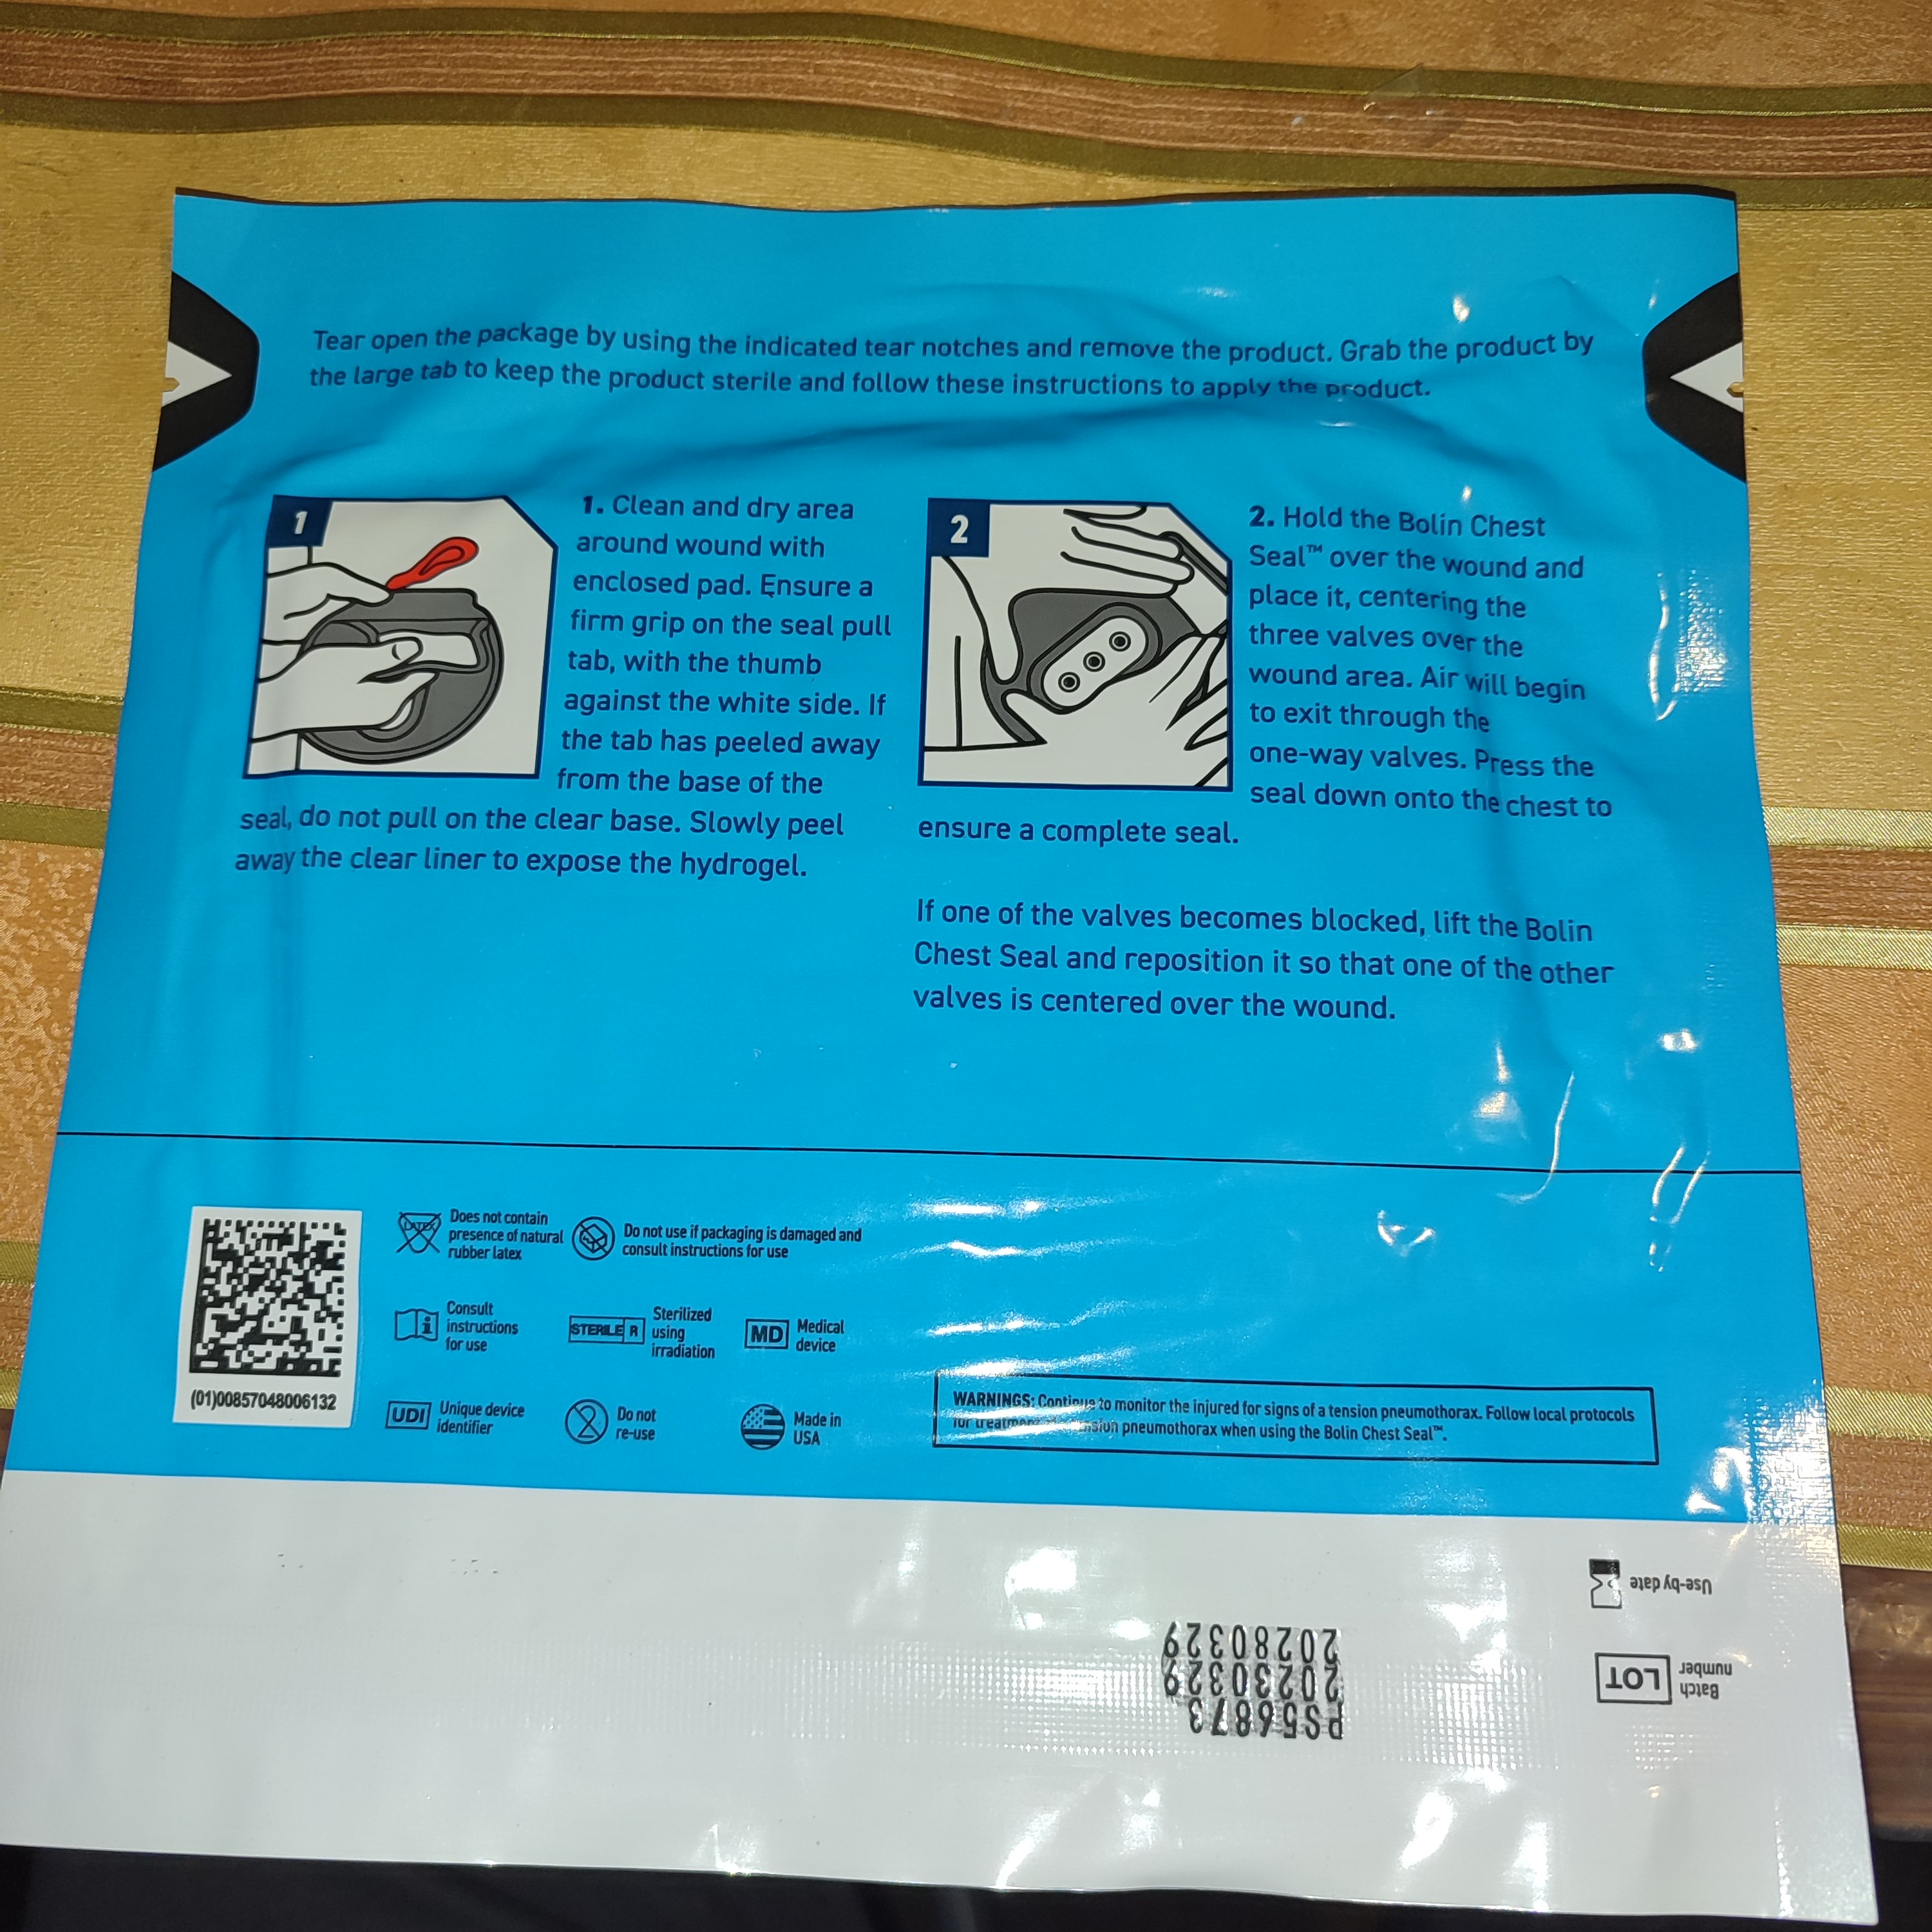 Tear open the package by using the indicated tear notches and remove the product. Grab the product by
the large tab to keep the product sterile and follow these instructions to apply the product.
1
1. Clean and dry area
around wound with
enclosed pad. Ensure a
firm grip on the seal pull
tab, with the thumb
against the white side. If
the tab has peeled away
from the base of the
seal, do not pull on the clear base. Slowly peel
away the clear liner to expose the hydrogel.
2
2. Hold the Bolin Chest
Seal™ over the wound and
place it, centering the
three valves over the
wound area. Air will begin
to exit through the
one-way valves. Press the
seal down onto the chest to
ensure a complete seal.
If one of the valves becomes blocked, lift the Bolin
Chest Seal and reposition it so that one of the other
valves is centered over the wound.
(01)00857048006132
LATEX
Does not contain
presence of natural
rubber latex
Do not use if packaging is damaged and
consult instructions for use
Consult
instructions
for use
STERILE R
Sterilized
using
irradiation
MD
Medical
device
UDI
Unique device
identifier
2
Do not
re-use
Made in
USA
WARNINGS: Continue to monitor the injured for signs of a tension pneumothorax. Follow local protocols
for treatment pneumothorax when using the Bolin Chest Seal™.
Use-by date
LOT
Batch
number
PS56873
20230329
20280329